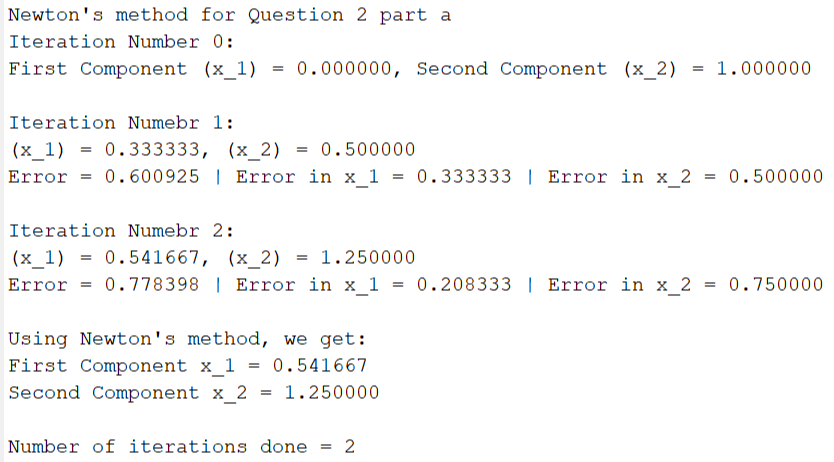 Newton's method for Question 2 part a
Iteration Number 0:
First Component (x_1) = 0.000000, Second Component (x_2) = 1.000000
Iteration Numebr 1:
(x_1) = 0.333333, (x_2) = 0.500000
Error = 0.600925 | Error in x_1 = 0.333333 | Error in x_2 = 0.500000
Iteration Numebr 2:
(x_1) = 0.541667, (x_2) = 1.250000
Error = 0.778398 | Error in x_1 = 0.208333 | Error in x_2 = 0.750000
Using Newton's method, we get:
First Component x_1 = 0.541667
Second Component x_2 = 1.250000
Number of iterations done = 2